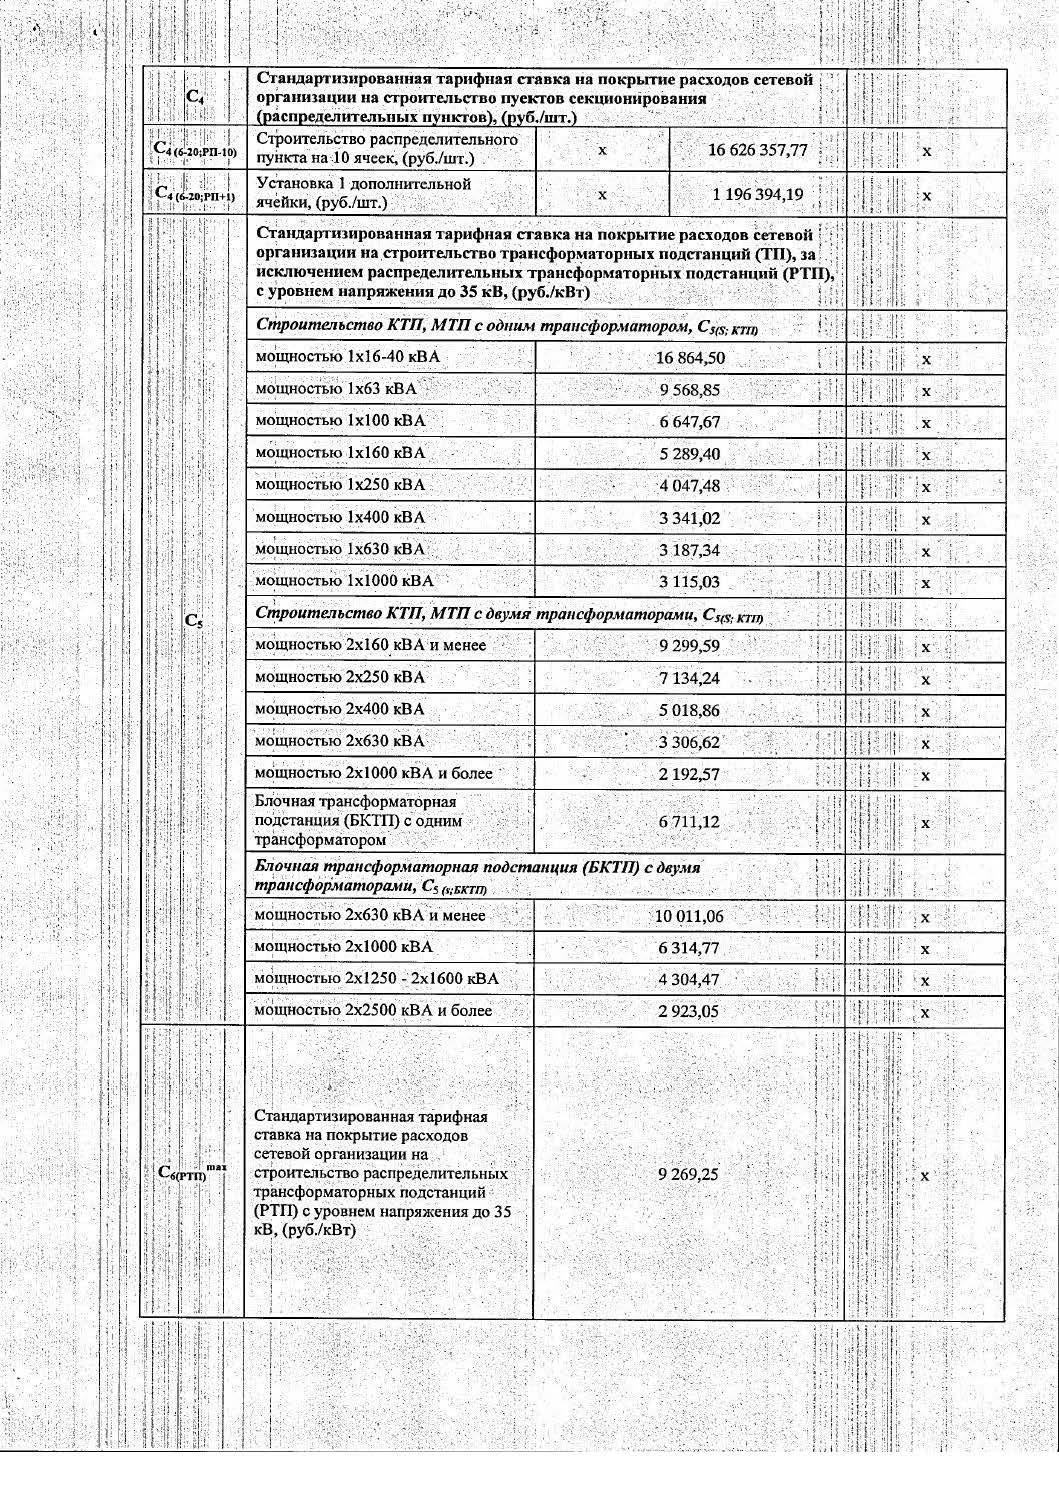 Стандартизированная тарифная ставка на покрытие расходов сетевой
C4 организации на строительство пуектов секционирования
(распределительных пунктов), (руб./шт.)
C4 (6-20;РП-10) Строительство распределительного
пункта на 10 ячеек, (руб./шт.) x 16 626 357,77 x
C4 (6-20;РП+1) Установка 1 дополнительной
ячейки, (руб./шт.) x 1 196 394,19 x
Стандартизированная тарифная ставка на покрытие расходов сетевой
организации на строительство трансформаторных подстанций (ТП), за
исключением распределительных трансформаторных подстанций (РТП),
с уровнем напряжения до 35 кВ, (руб./кВт)
Строительство КТП, МТП с одним трансформатором, C5(S; КТП)
мощностью 1х16-40 кВА 16 864,50 x
мощностью 1х63 кВА 9 568,85 x
мощностью 1х100 кВА 6 647,67 x
мощностью 1х160 кВА 5 289,40 x
мощностью 1х250 кВА 4 047,48 x
мощностью 1х400 кВА 3 341,02 x
мощностью 1х630 кВА 3 187,34 x
мощностью 1х1000 кВА 3 115,03 x
C5 Строительство КТП, МТП с двумя трансформаторами, C5(S; КТП)
мощностью 2х160 кВА и менее 9 299,59 x
мощностью 2х250 кВА 7 134,24 x
мощностью 2х400 кВА 5 018,86 x
мощностью 2х630 кВА 3 306,62 x
мощностью 2х1000 кВА и более 2 192,57 x
Блочная трансформаторная
подстанция (БКТП) с одним 6 711,12 x
трансформатором
Блочная трансформаторная подстанция (БКТП) с двумя
трансформаторами, C5 (s;БКТП)
мощностью 2х630 кВА и менее 10 011,06 x
мощностью 2х1000 кВА 6 314,77 x
мощностью 2х1250 - 2х1600 кВА 4 304,47 x
мощностью 2х2500 кВА и более 2 923,05 x
Стандартизированная тарифная
ставка на покрытие расходов
сетевой организации на
C6(РТП)max строительство распределительных 9 269,25 x
трансформаторных подстанций
(РТП) с уровнем напряжения до 35
кВ, (руб./кВт)